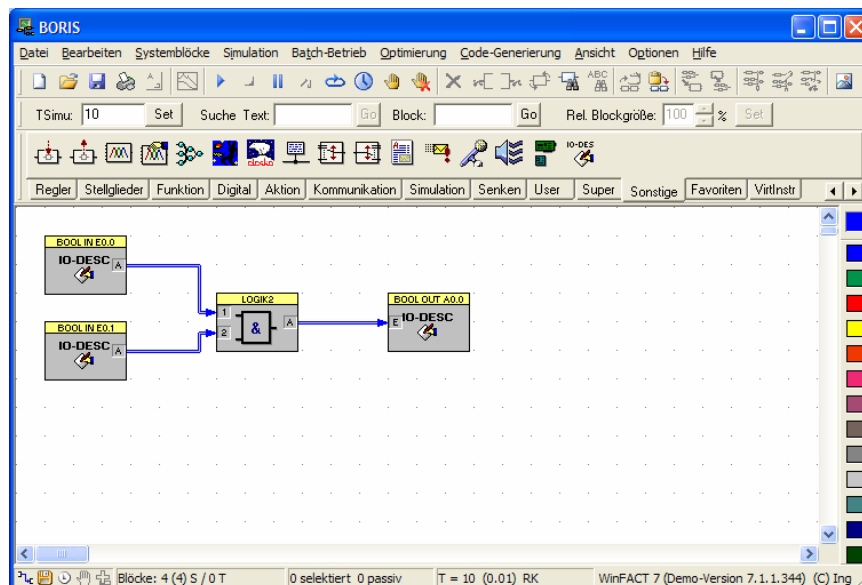 BORIS
Datei Bearbeiten Systemblöcke Simulation Batch-Betrieb Optimierung Code-Generierung Ansicht Optionen Hilfe
ABC
TSimu: 10 Set Suche Text: Go Block: Go Rel. Blockgröße: 100 % Set
IO-DES
Regler Stellglieder Funktion Digital Aktion Kommunikation Simulation Senken User Super Sonstige Favoriten VirtInstr
BOOL IN E0.0
IO-DESC A
LOGIK2
1 & A
2
BOOL OUT A0.0
IO-DESC
E
BOOL IN E0.1
IO-DESC A
Blöcke: 4 (4) S / 0 T 0 selektiert 0 passiv T = 10 (0.01) RK WinFACT 7 (Demo-Version 7.1.1.344) (C) Ing